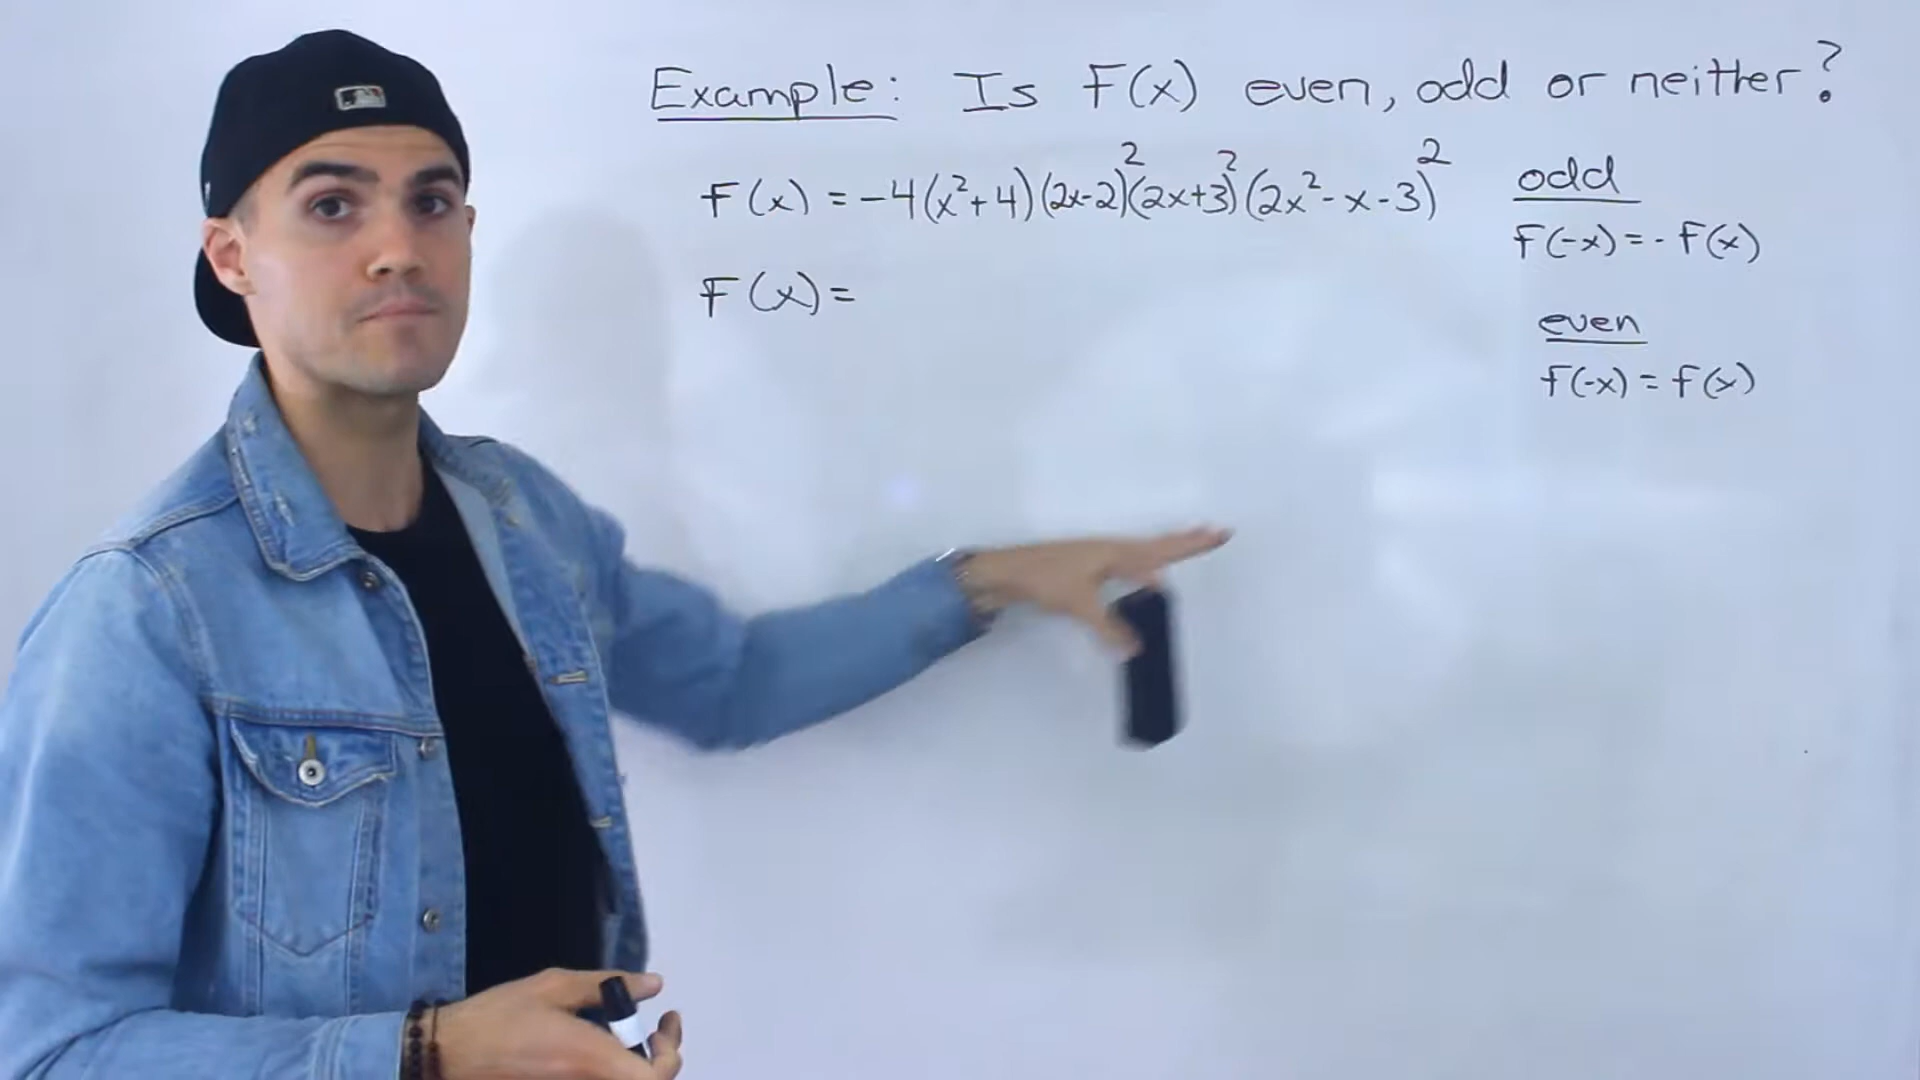 Example: Is F(x) even, odd or neither?
F(x) = -4(x²+4)(2x-2)²(2x+3)²(2x²-x-3)²
F(x) =
odd
F(-x) = - F(x)
even
f(-x) = f(x)